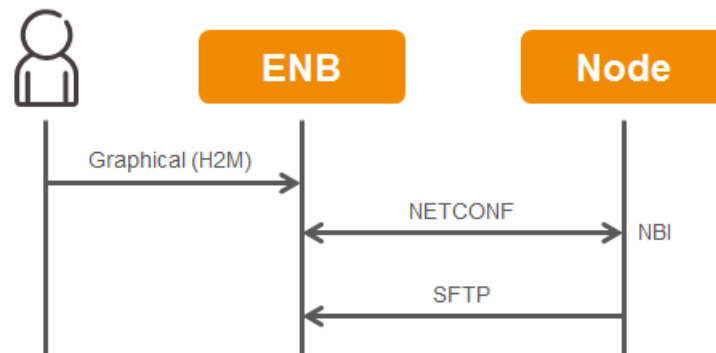 ENB
Node
Graphical (H2M)
NETCONF
NBI
SFTP